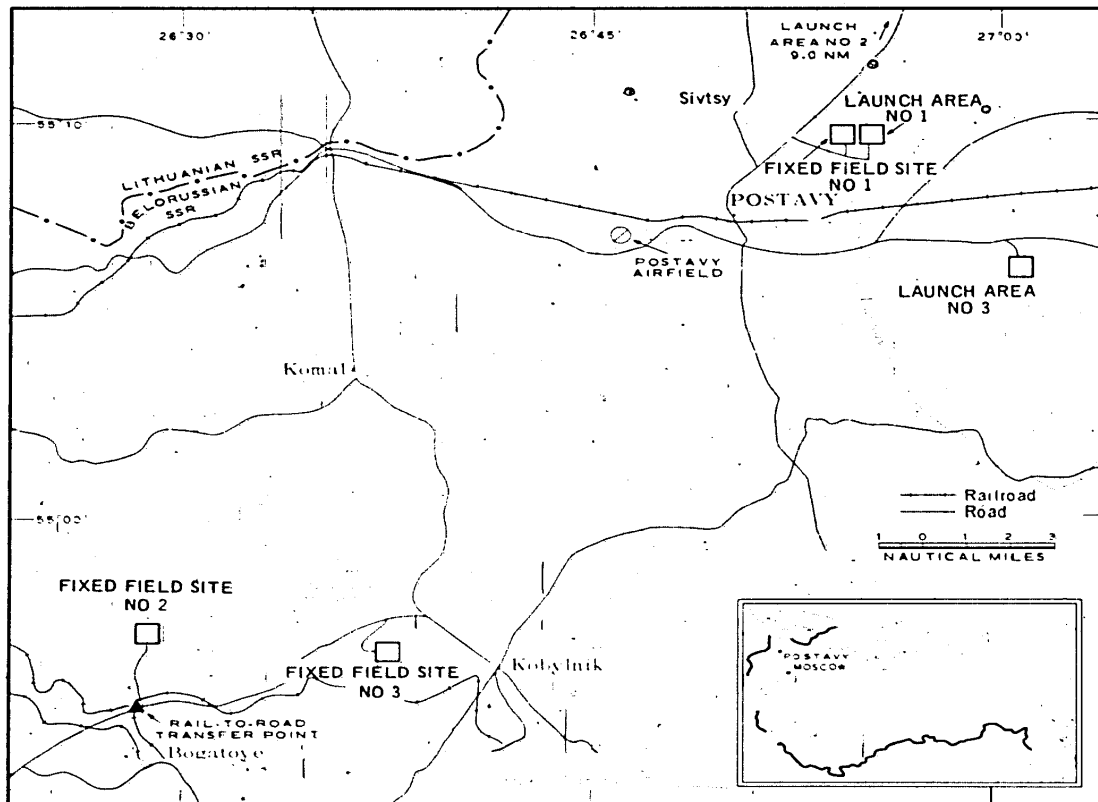 26°30'
26°45'
27°00'
LAUNCH
AREA NO 2
9.0 NM
Sivtsy
LAUNCH AREA
NO 1
55°10'
FIXED FIELD SITE
NO 1
LITHUANIAN SSR
BELORUSSIAN
SSR
POSTAVY
POSTAVY
AIRFIELD
LAUNCH AREA
NO 3
Komai
Railroad
Road
55°00'
1 0 1 2 3
NAUTICAL MILES
FIXED FIELD SITE
NO 2
FIXED FIELD SITE
NO 3
Kobylnik
POSTAVY
MOSCOW
RAIL-TO-ROAD
TRANSFER POINT
Bogatoye